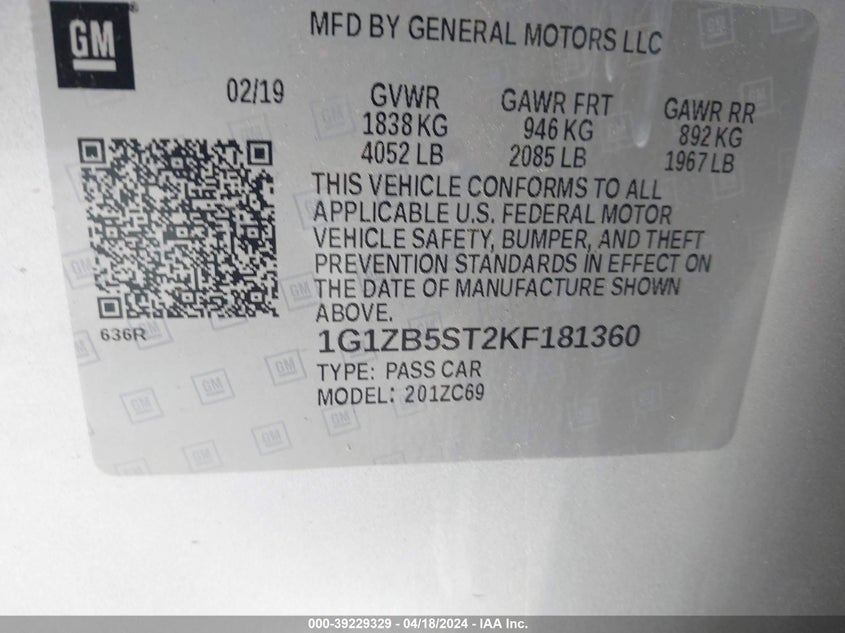 GM
MFD BY GENERAL MOTORS LLC
02/19
GVWR
1838 KG
4052 LB
GAWR FRT
946 KG
2085 LB
GAWR RR
892 KG
1967 LB
THIS VEHICLE CONFORMS TO ALL
APPLICABLE U.S. FEDERAL MOTOR
VEHICLE SAFETY, BUMPER, AND THEFT
PREVENTION STANDARDS IN EFFECT ON
THE DATE OF MANUFACTURE SHOWN
ABOVE.
636R
1G1ZB5ST2KF181360
TYPE: PASS CAR
MODEL: 201ZC69
000-39229329 - 04/18/2024 - IAA Inc.